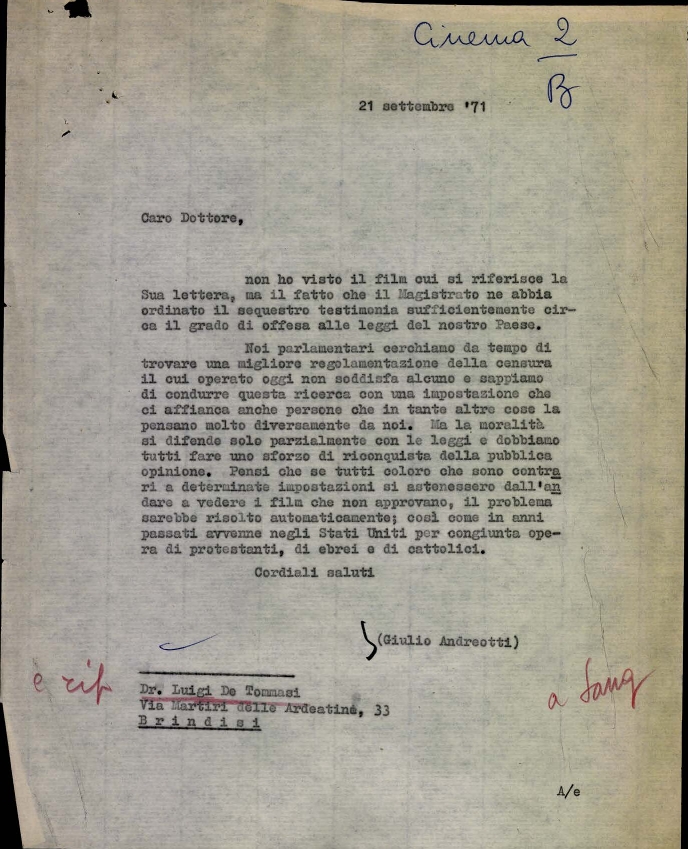 Cinema 2
B
21 settembre '71
Caro Dottore,
non ho visto il film cui si riferisce la
Sua lettera, ma il fatto che il Magistrato ne abbia
ordinato il sequestro testimonia sufficientemente cir-
ca il grado di offesa alle leggi del nostro Paese.
Noi parlamentari cerchiamo da tempo di
trovare una migliore regolamentazione della censura
il cui operato oggi non soddisfa alcuno e sappiamo
di condurre questa ricerca con una impostazione che
ci affianca anche persone che in tante altre cose la
pensano molto diversamente da noi. Ma la moralità
si difende solo parzialmente con le leggi e dobbiamo
tutti fare uno sforzo di riconquista della pubblica
opinione. Pensi che se tutti coloro che sono contra
ri a determinate impostazioni si astenessero dall'an
dare a vedere i film che non approvano, il problema
sarebbe risolto automaticamente; così come in anni
passati avvenne negli Stati Uniti per congiunta ope-
ra di protestanti, di ebrei e di cattolici.
Cordiali saluti
(Giulio Andreotti)
e rif
a
Dr. Luigi De Tommasi
Via Martiri delle Ardeatine, 33
Brindisi
A/e